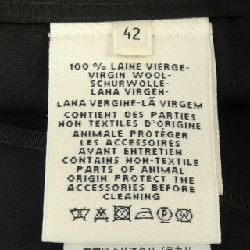 42
100 % LAINE VIERGE-
VIRGIN WOOL-
SCHURWOLLE-
LANA VIRGEN-
LANA VERGINE-LÃ VIRGEM
CONTIENT DES PARTIES
NON TEXTILES D'ORIGINE
ANIMALE PROTÉGER
LES ACCESSOIRES
AVANT ENTRETIEN
CONTAINS NON-TEXTILE
PARTS OF ANIMAL
ORIGIN PROTECT THE
ACCESSORIES BEFORE
CLEANING